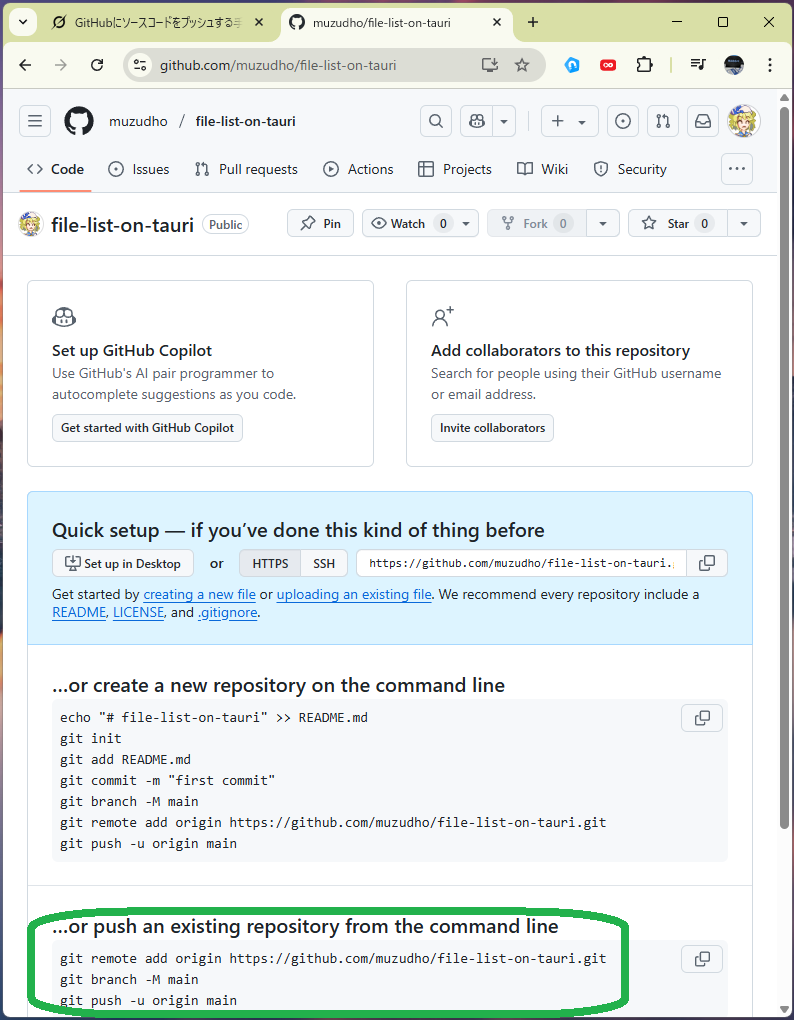 GitHubにソースコードをプッシュする手
muzudho/file-list-on-tauri
github.com/muzudho/file-list-on-tauri
muzudho / file-list-on-tauri
Code Issues Pull requests Actions Projects Wiki Security
file-list-on-tauri Public Pin Watch 0 Fork 0 Star 0
Set up GitHub Copilot
Use GitHub's AI pair programmer to
autocomplete suggestions as you code.
Get started with GitHub Copilot
Add collaborators to this repository
Search for people using their GitHub username
or email address.
Invite collaborators
Quick setup — if you’ve done this kind of thing before
Set up in Desktop or HTTPS SSH https://github.com/muzudho/file-list-on-tauri.
Get started by creating a new file or uploading an existing file. We recommend every repository include a
README, LICENSE, and .gitignore.
…or create a new repository on the command line
echo "# file-list-on-tauri" >> README.md
git init
git add README.md
git commit -m "first commit"
git branch -M main
git remote add origin https://github.com/muzudho/file-list-on-tauri.git
git push -u origin main
…or push an existing repository from the command line
git remote add origin https://github.com/muzudho/file-list-on-tauri.git
git branch -M main
git push -u origin main